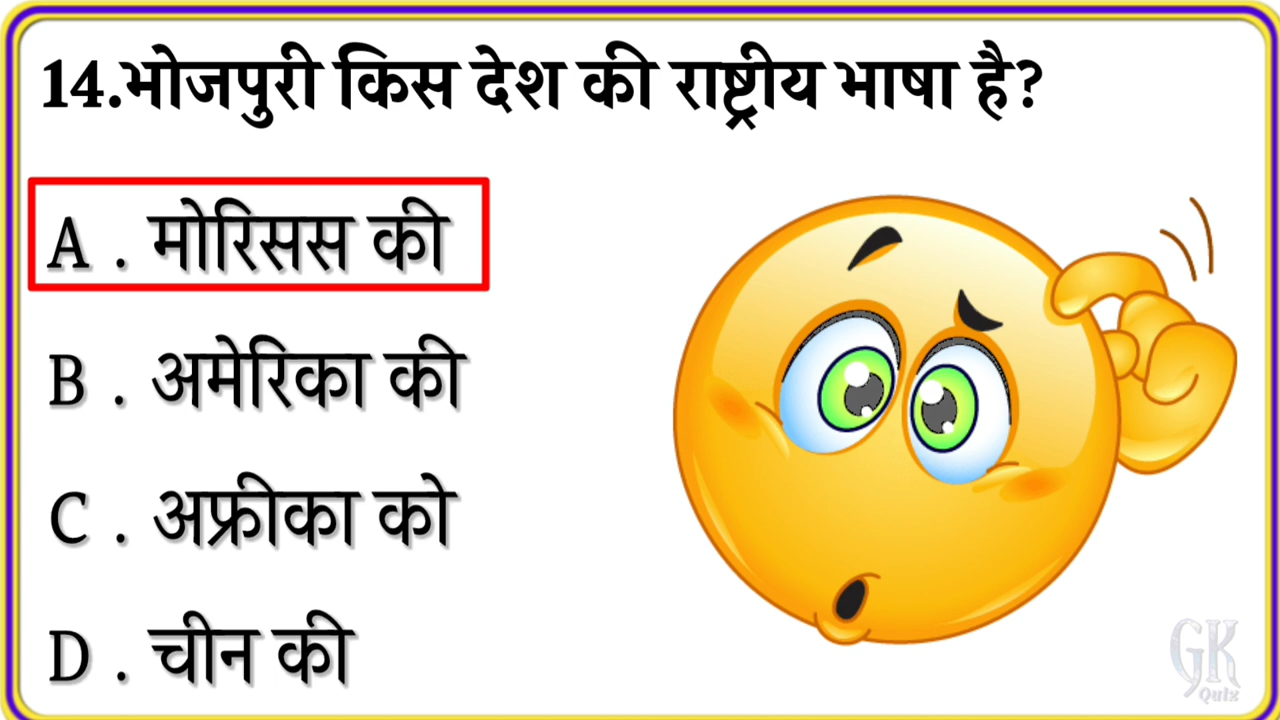 14.भोजपुरी किस देश की राष्ट्रीय भाषा है?
A . मोरिसस की
B . अमेरिका की
C . अफ्रीका को
D . चीन की
GK
Quiz